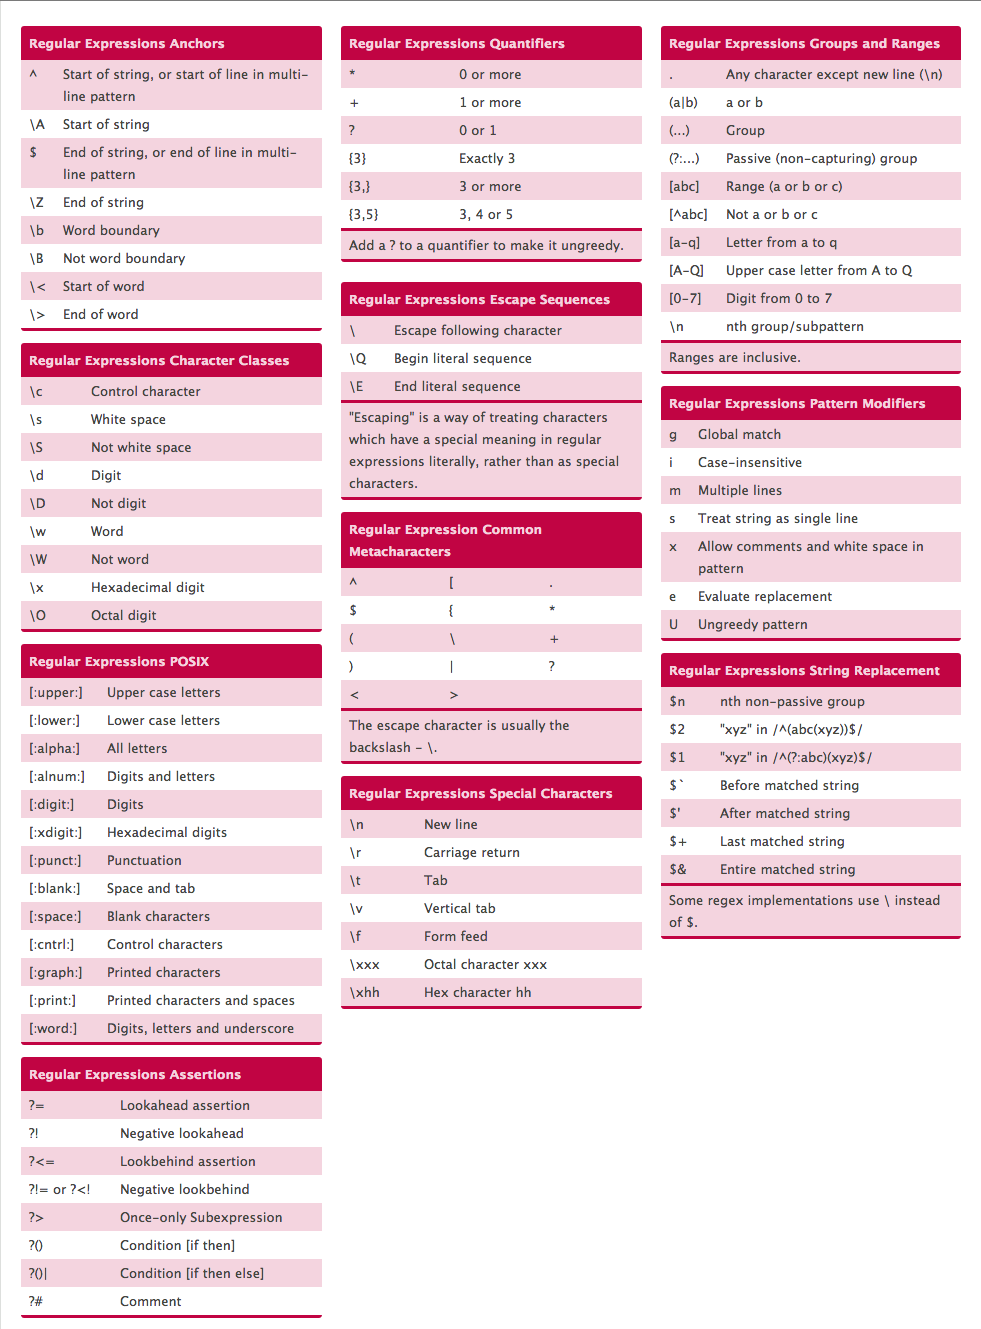 Regular Expressions Anchors
^ Start of string, or start of line in multi-
line pattern
\A Start of string
$ End of string, or end of line in multi-
line pattern
\Z End of string
\b Word boundary
\B Not word boundary
\< Start of word
\> End of word
Regular Expressions Character Classes
\c Control character
\s White space
\S Not white space
\d Digit
\D Not digit
\w Word
\W Not word
\x Hexadecimal digit
\O Octal digit
Regular Expressions POSIX
[:upper:] Upper case letters
[:lower:] Lower case letters
[:alpha:] All letters
[:alnum:] Digits and letters
[:digit:] Digits
[:xdigit:] Hexadecimal digits
[:punct:] Punctuation
[:blank:] Space and tab
[:space:] Blank characters
[:cntrl:] Control characters
[:graph:] Printed characters
[:print:] Printed characters and spaces
[:word:] Digits, letters and underscore
Regular Expressions Assertions
?= Lookahead assertion
?! Negative lookahead
?<= Lookbehind assertion
?!= or ?<! Negative lookbehind
?> Once-only Subexpression
?() Condition [if then]
?()| Condition [if then else]
?# Comment
Regular Expressions Quantifiers
* 0 or more
+ 1 or more
? 0 or 1
{3} Exactly 3
{3,} 3 or more
{3,5} 3, 4 or 5
Add a ? to a quantifier to make it ungreedy.
Regular Expressions Escape Sequences
\ Escape following character
\Q Begin literal sequence
\E End literal sequence
"Escaping" is a way of treating characters
which have a special meaning in regular
expressions literally, rather than as special
characters.
Regular Expression Common
Metacharacters
^ [ .
$ { *
( \ +
) | ?
< >
The escape character is usually the
backslash - \.
Regular Expressions Special Characters
\n New line
\r Carriage return
\t Tab
\v Vertical tab
\f Form feed
\xxx Octal character xxx
\xhh Hex character hh
Regular Expressions Groups and Ranges
. Any character except new line (\n)
(a|b) a or b
(...) Group
(?:...) Passive (non-capturing) group
[abc] Range (a or b or c)
[^abc] Not a or b or c
[a-q] Letter from a to q
[A-Q] Upper case letter from A to Q
[0-7] Digit from 0 to 7
\n nth group/subpattern
Ranges are inclusive.
Regular Expressions Pattern Modifiers
g Global match
i Case-insensitive
m Multiple lines
s Treat string as single line
x Allow comments and white space in
pattern
e Evaluate replacement
U Ungreedy pattern
Regular Expressions String Replacement
$n nth non-passive group
$2 "xyz" in /^(abc(xyz))$/
$1 "xyz" in /^(?:abc)(xyz)$/
$` Before matched string
$' After matched string
$+ Last matched string
$& Entire matched string
Some regex implementations use \ instead
of $.